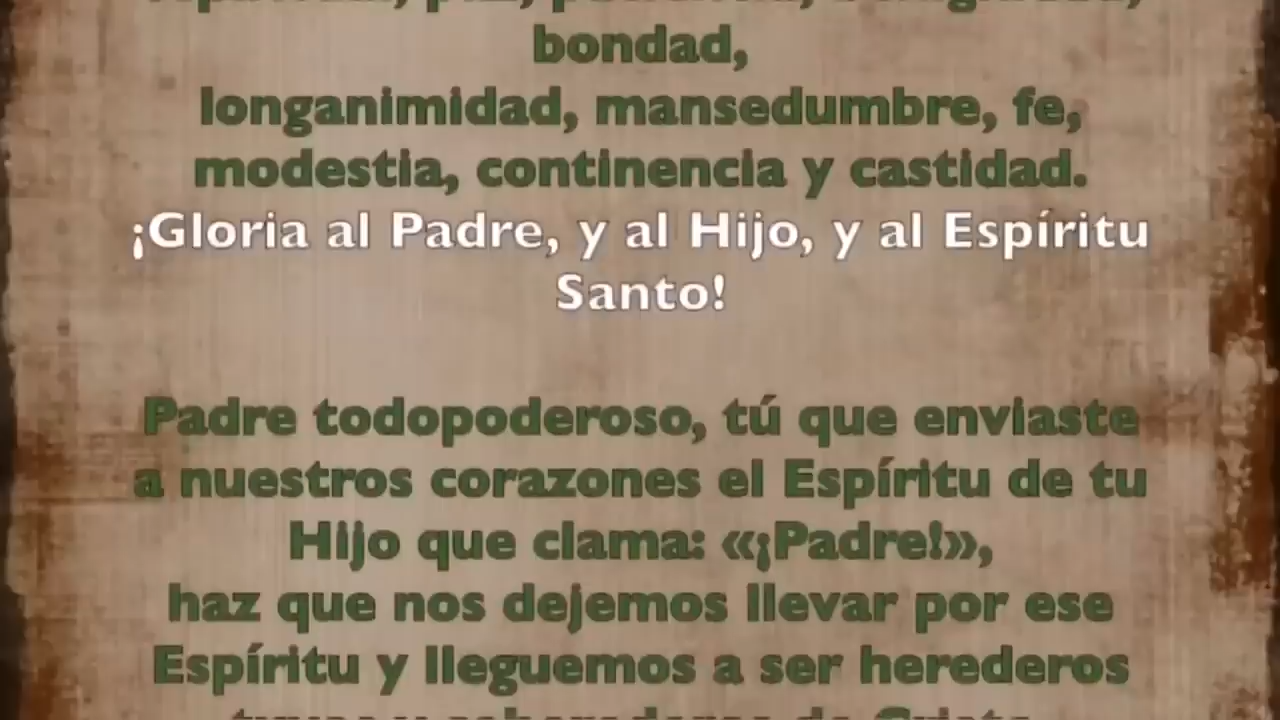 bondad,
longanimidad, mansedumbre, fe,
modestia, continencia y castidad.
¡Gloria al Padre, y al Hijo, y al Espíritu
Santo!
Padre todopoderoso, tú que enviaste
a nuestros corazones el Espíritu de tu
Hijo que clama: «¡Padre!»,
haz que nos dejemos llevar por ese
Espíritu y lleguemos a ser herederos